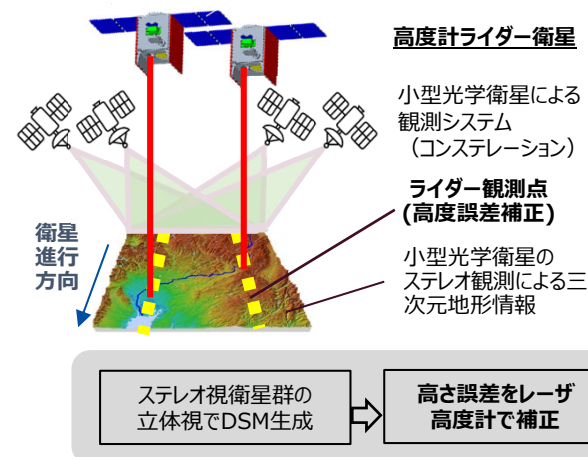 高度計ライダー衛星
小型光学衛星による
観測システム
（コンステレーション）
ライダー観測点
(高度誤差補正)
衛星
進行
方向
小型光学衛星の
ステレオ観測による三
次元地形情報
ステレオ視衛星群の
立体視でDSM生成
高さ誤差をレーザ
高度計で補正